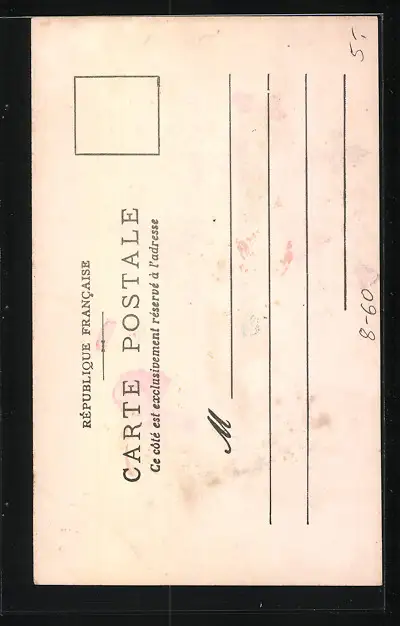 RÉPUBLIQUE FRANÇAISE
CARTE POSTALE
Ce côté est exclusivement réservé à l'adresse
M
5.-
8-60